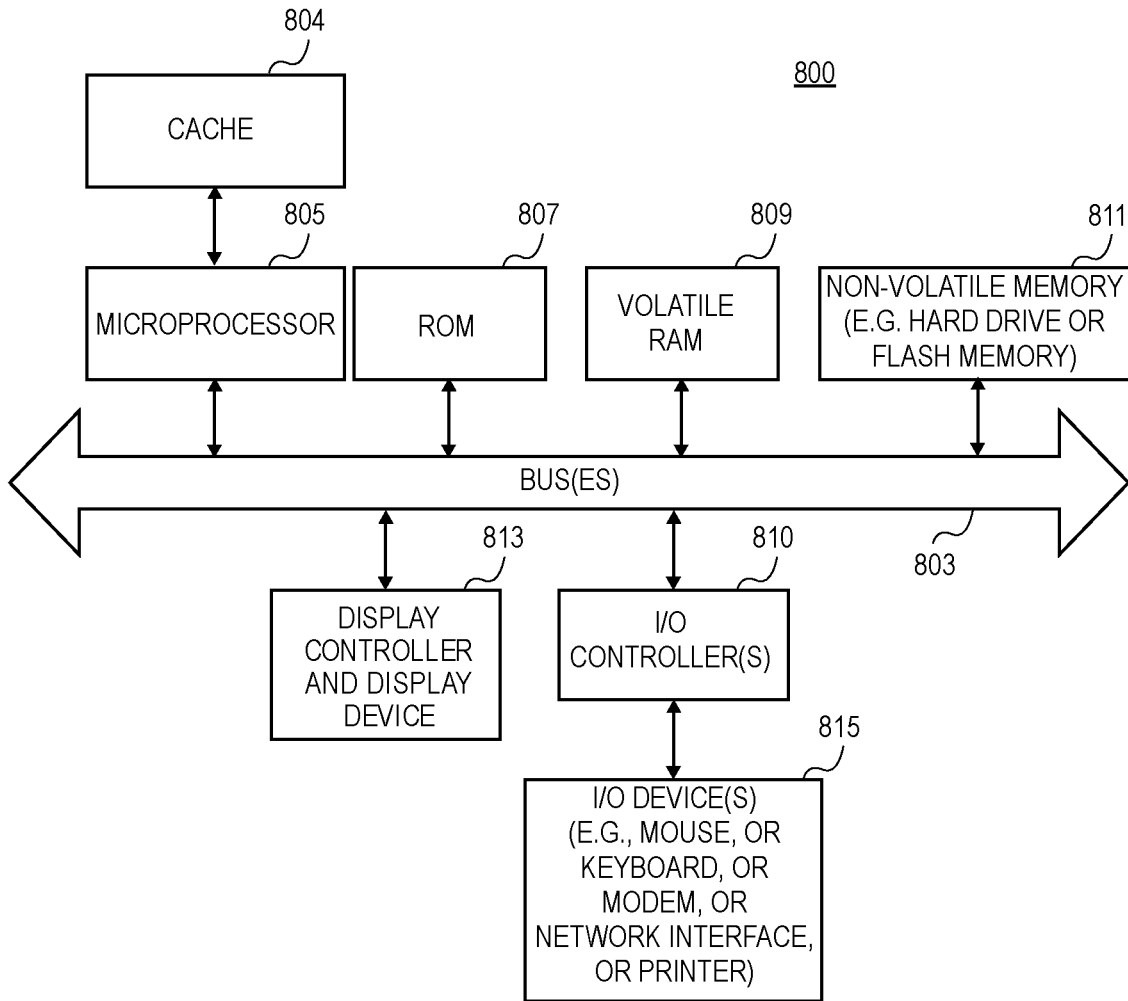 804
800
CACHE
805
807
809
811
MICROPROCESSOR
ROM
VOLATILE
RAM
NON-VOLATILE MEMORY
(E.G. HARD DRIVE OR
FLASH MEMORY)
BUS(ES)
803
813
810
DISPLAY
CONTROLLER
AND DISPLAY
DEVICE
I/O
CONTROLLER(S)
815
I/O DEVICE(S)
(E.G., MOUSE, OR
KEYBOARD, OR
MODEM, OR
NETWORK INTERFACE,
OR PRINTER)